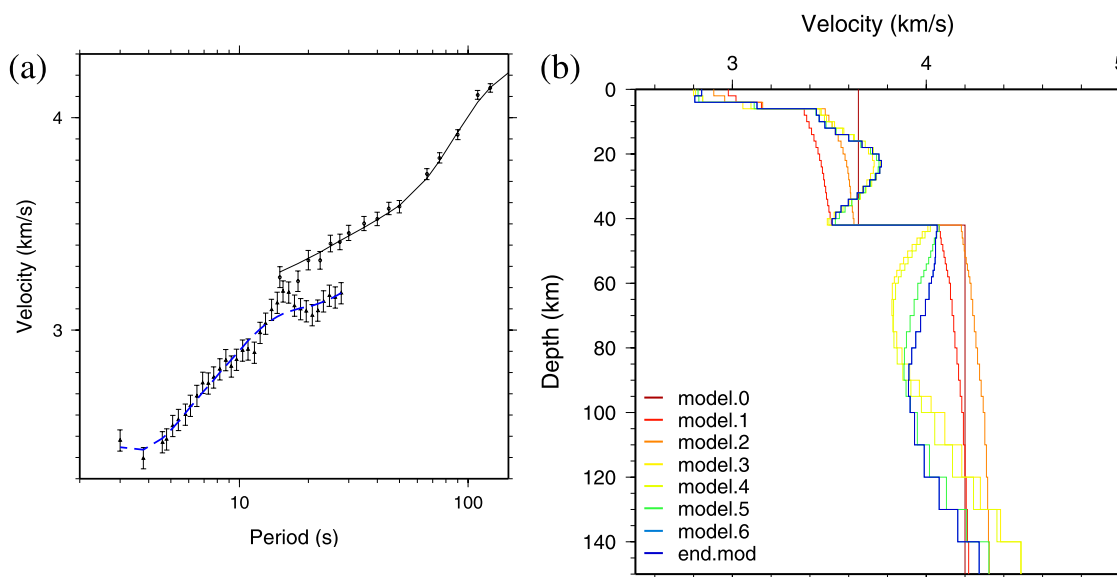 (a)
Velocity (km/s)
4
3
10
100
Period (s)
(b)
Velocity (km/s)
3
4
5
Depth (km)
0
20
40
60
80
100
120
140
model.0
model.1
model.2
model.3
model.4
model.5
model.6
end.mod